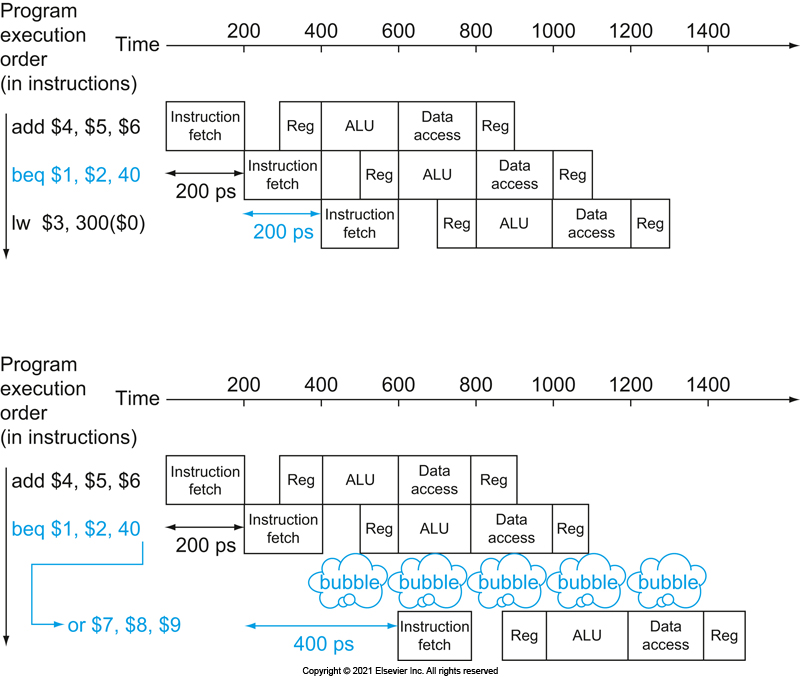 Program
execution
order
(in instructions)
Time
200 400 600 800 1000 1200 1400
add $4, $5, $6
Instruction
fetch
Reg
ALU
Data
access
Reg
beq $1, $2, 40
200 ps
Instruction
fetch
Reg
ALU
Data
access
Reg
lw $3, 300($0)
200 ps
Instruction
fetch
Reg
ALU
Data
access
Reg
Program
execution
order
(in instructions)
Time
200 400 600 800 1000 1200 1400
add $4, $5, $6
Instruction
fetch
Reg
ALU
Data
access
Reg
beq $1, $2, 40
200 ps
Instruction
fetch
Reg
ALU
Data
access
Reg
bubble bubble bubble bubble bubble
or $7, $8, $9
400 ps
Instruction
fetch
Reg
ALU
Data
access
Reg
Copyright © 2021 Elsevier Inc. All rights reserved